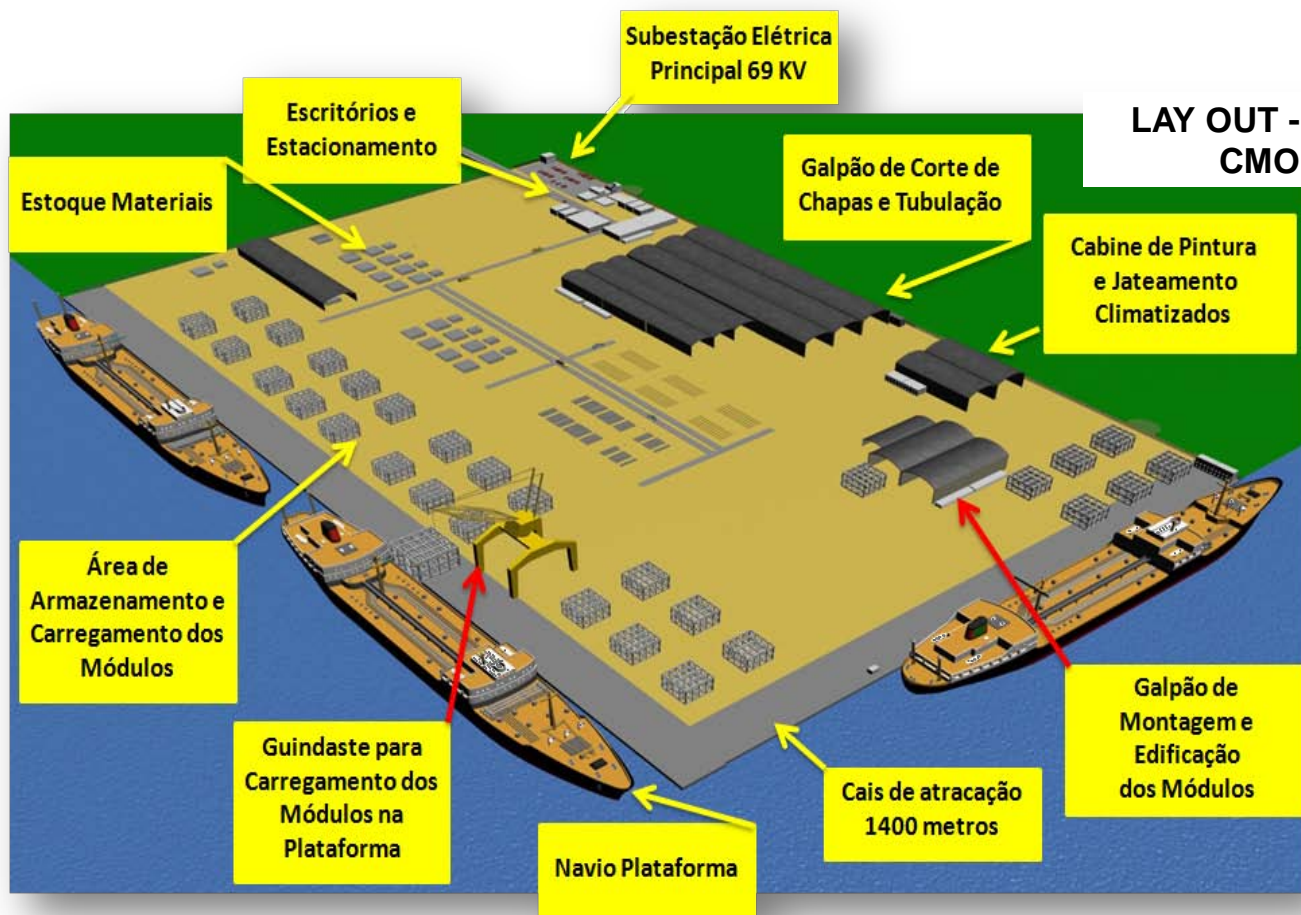 Subestação Elétrica
Principal 69 KV
LAY OUT -
CMO
Escritórios e
Estacionamento
Galpão de Corte de
Chapas e Tubulação
Estoque Materiais
Cabine de Pintura
e Jateamento
Climatizados
Área de
Armazenamento e
Carregamento dos
Módulos
Guindaste para
Carregamento dos
Módulos na
Plataforma
Navio Plataforma
Cais de atracação
1400 metros
Galpão de
Montagem e
Edificação
dos Módulos